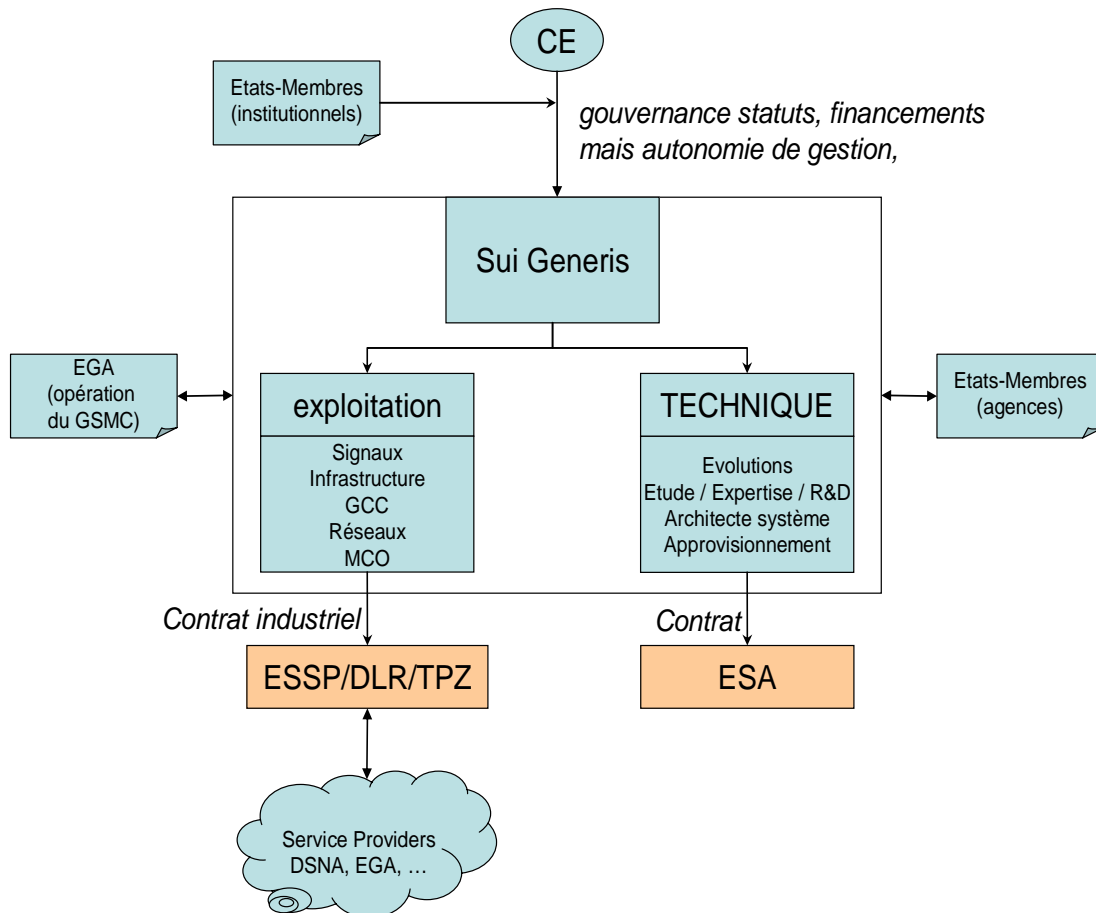 CE
Etats-Membres
(institutionnels)
gouvernance statuts, financements
mais autonomie de gestion,
Sui Generis
EGA
(opération
du GSMC)
exploitation
Signaux
Infrastructure
GCC
Réseaux
MCO
TECHNIQUE
Evolutions
Etude / Expertise / R&D
Architecte système
Approvisionnement
Etats-Membres
(agences)
Contrat industriel
Contrat
ESSP/DLR/TPZ
ESA
Service Providers
DSNA, EGA, …